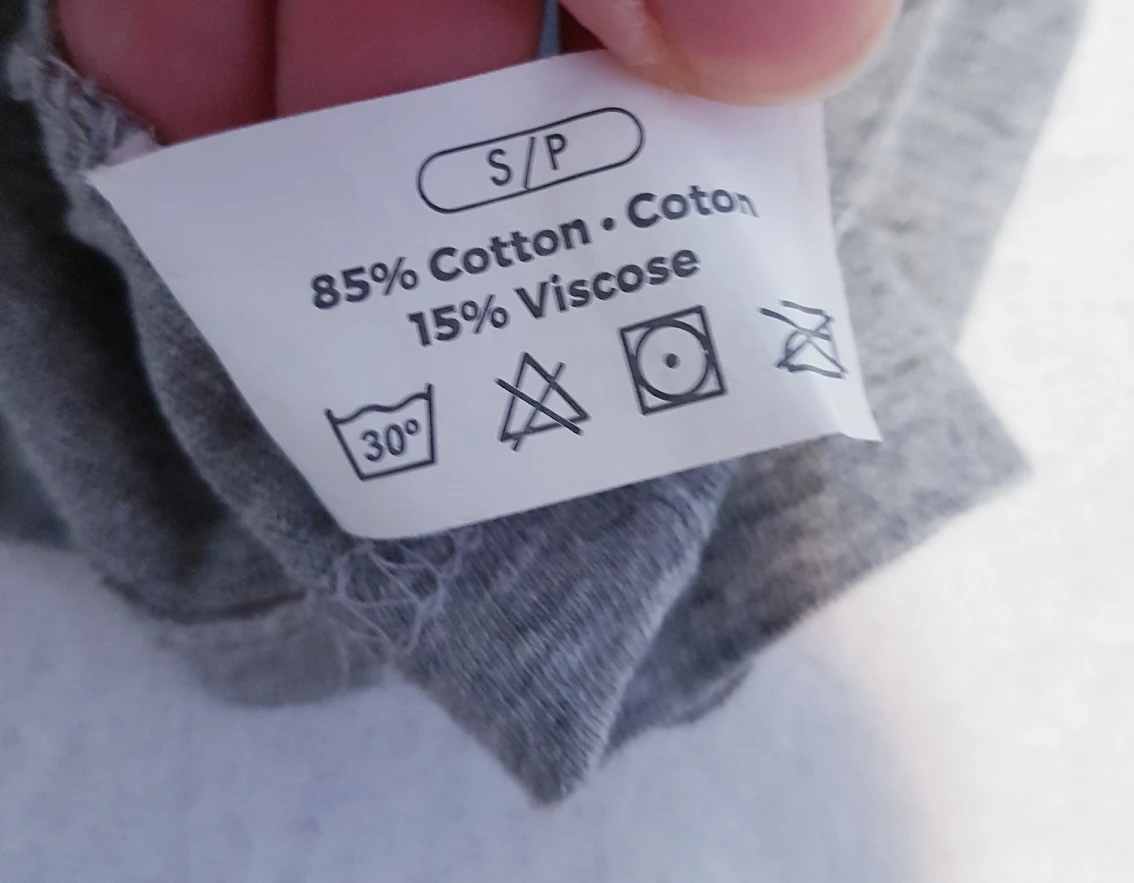 S/P
85% Cotton • Coton
15% Viscose
30°